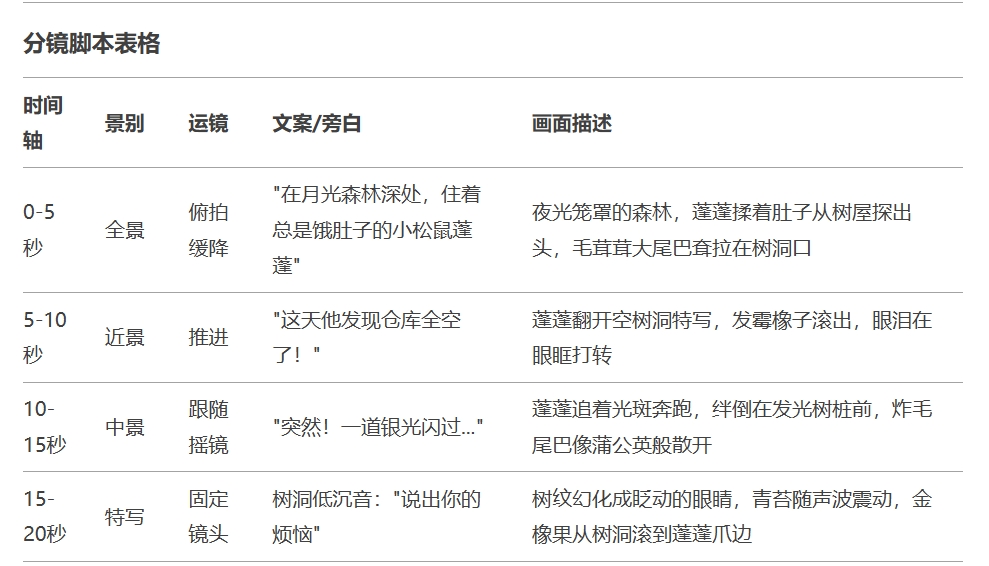 分镜脚本表格
时间
轴
景别
运镜
文案/旁白
画面描述
0-5
秒
全景
俯拍
缓降
"在月光森林深处，住着
总是饿肚子的小松鼠蓬
蓬"
夜光笼罩的森林，蓬蓬揉着肚子从树屋探出
头，毛茸茸大尾巴耷拉在树洞口
5-10
秒
近景
推进
"这天他发现仓库全空
了！"
蓬蓬翻开空树洞特写，发霉橡子滚出，眼泪在
眼眶打转
10-
15秒
中景
跟随
摇镜
"突然！一道银光闪过..."
蓬蓬追着光斑奔跑，绊倒在发光树桩前，炸毛
尾巴像蒲公英般散开
15-
20秒
特写
固定
镜头
树洞低沉音："说出你的
烦恼"
树纹幻化成眨动的眼睛，青苔随声波震动，金
橡果从树洞滚到蓬蓬爪边